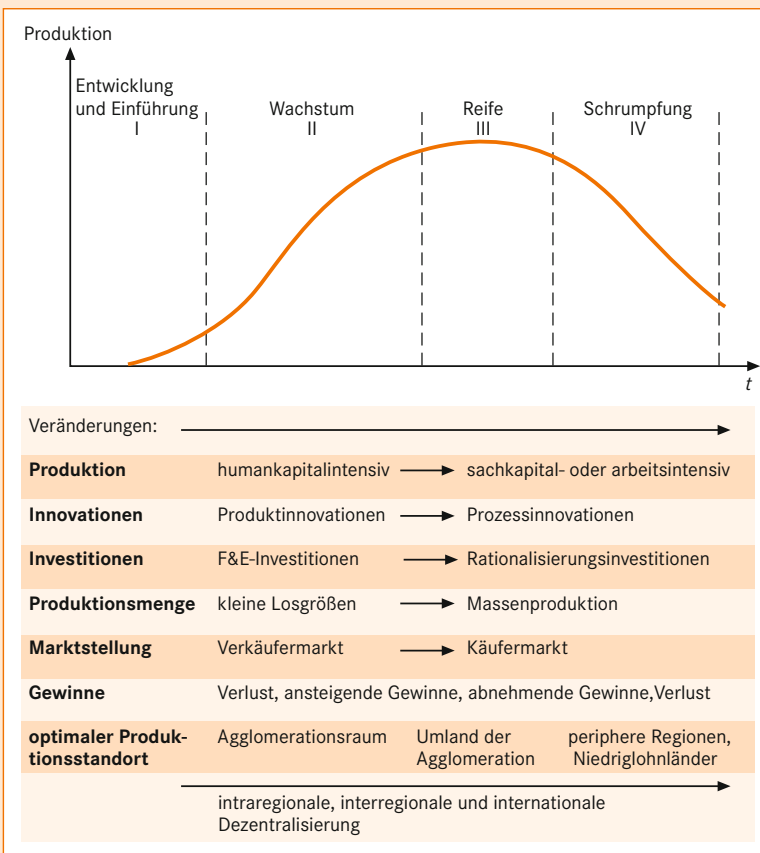 Produktion
Entwicklung
und Einführung
I
Wachstum
II
Reife
III
Schrumpfung
IV
t
Veränderungen:
Produktion humankapitalintensiv sachkapital- oder arbeitsintensiv
Innovationen Produktinnovationen Prozessinnovationen
Investitionen F&E-Investitionen Rationalisierungsinvestitionen
Produktionsmenge kleine Losgrößen Massenproduktion
Marktstellung Verkäufermarkt Käufermarkt
Gewinne Verlust, ansteigende Gewinne, abnehmende Gewinne,Verlust
optimaler Produk-
tionsstandort
Agglomerationsraum
Umland der
Agglomeration
periphere Regionen,
Niedriglohnländer
intraregionale, interregionale und internationale
Dezentralisierung